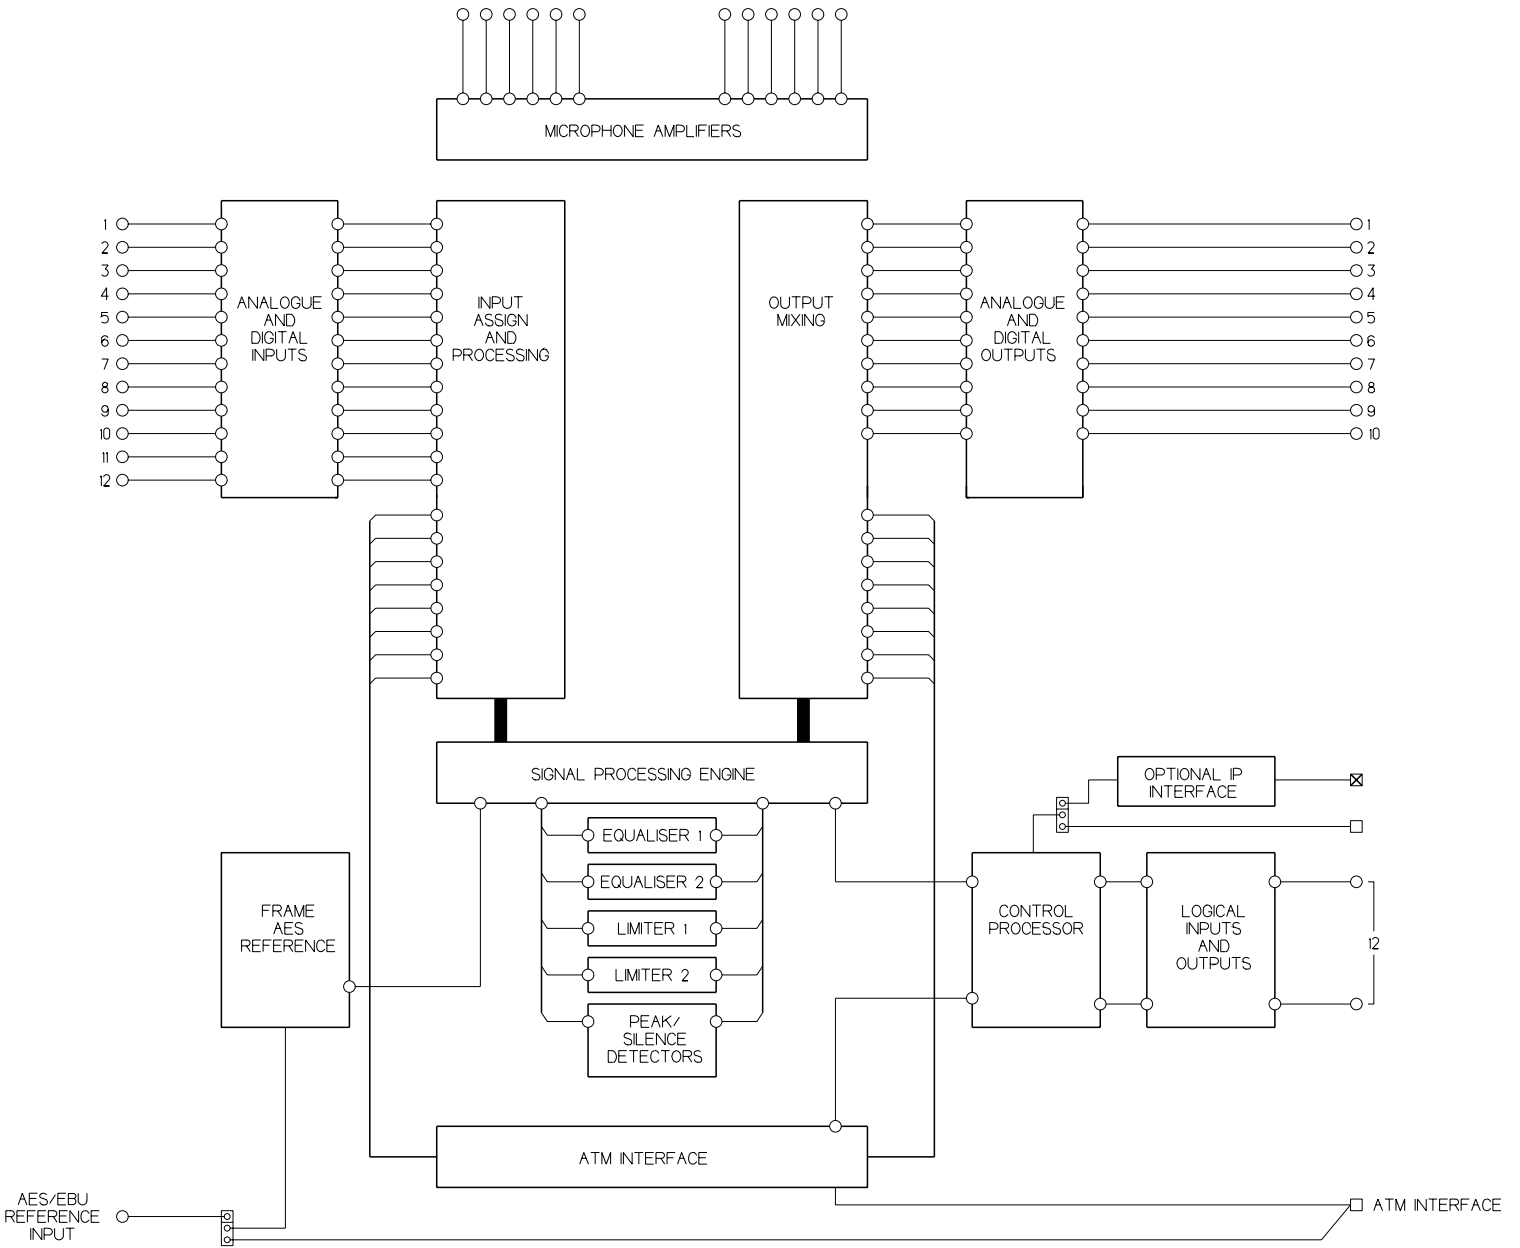 MICROPHONE AMPLIFIERS
1
2
3
4
5
6
7
8
9
10
11
12
ANALOGUE
AND
DIGITAL
INPUTS
INPUT
ASSIGN
AND
PROCESSING
OUTPUT
MIXING
ANALOGUE
AND
DIGITAL
OUTPUTS
1
2
3
4
5
6
7
8
9
10
SIGNAL PROCESSING ENGINE
OPTIONAL IP
INTERFACE
EQUALISER 1
EQUALISER 2
LIMITER 1
LIMITER 2
PEAK/
SILENCE
DETECTORS
FRAME
AES
REFERENCE
CONTROL
PROCESSOR
LOGICAL
INPUTS
AND
OUTPUTS
12
ATM INTERFACE
AES/EBU
REFERENCE
INPUT
ATM INTERFACE